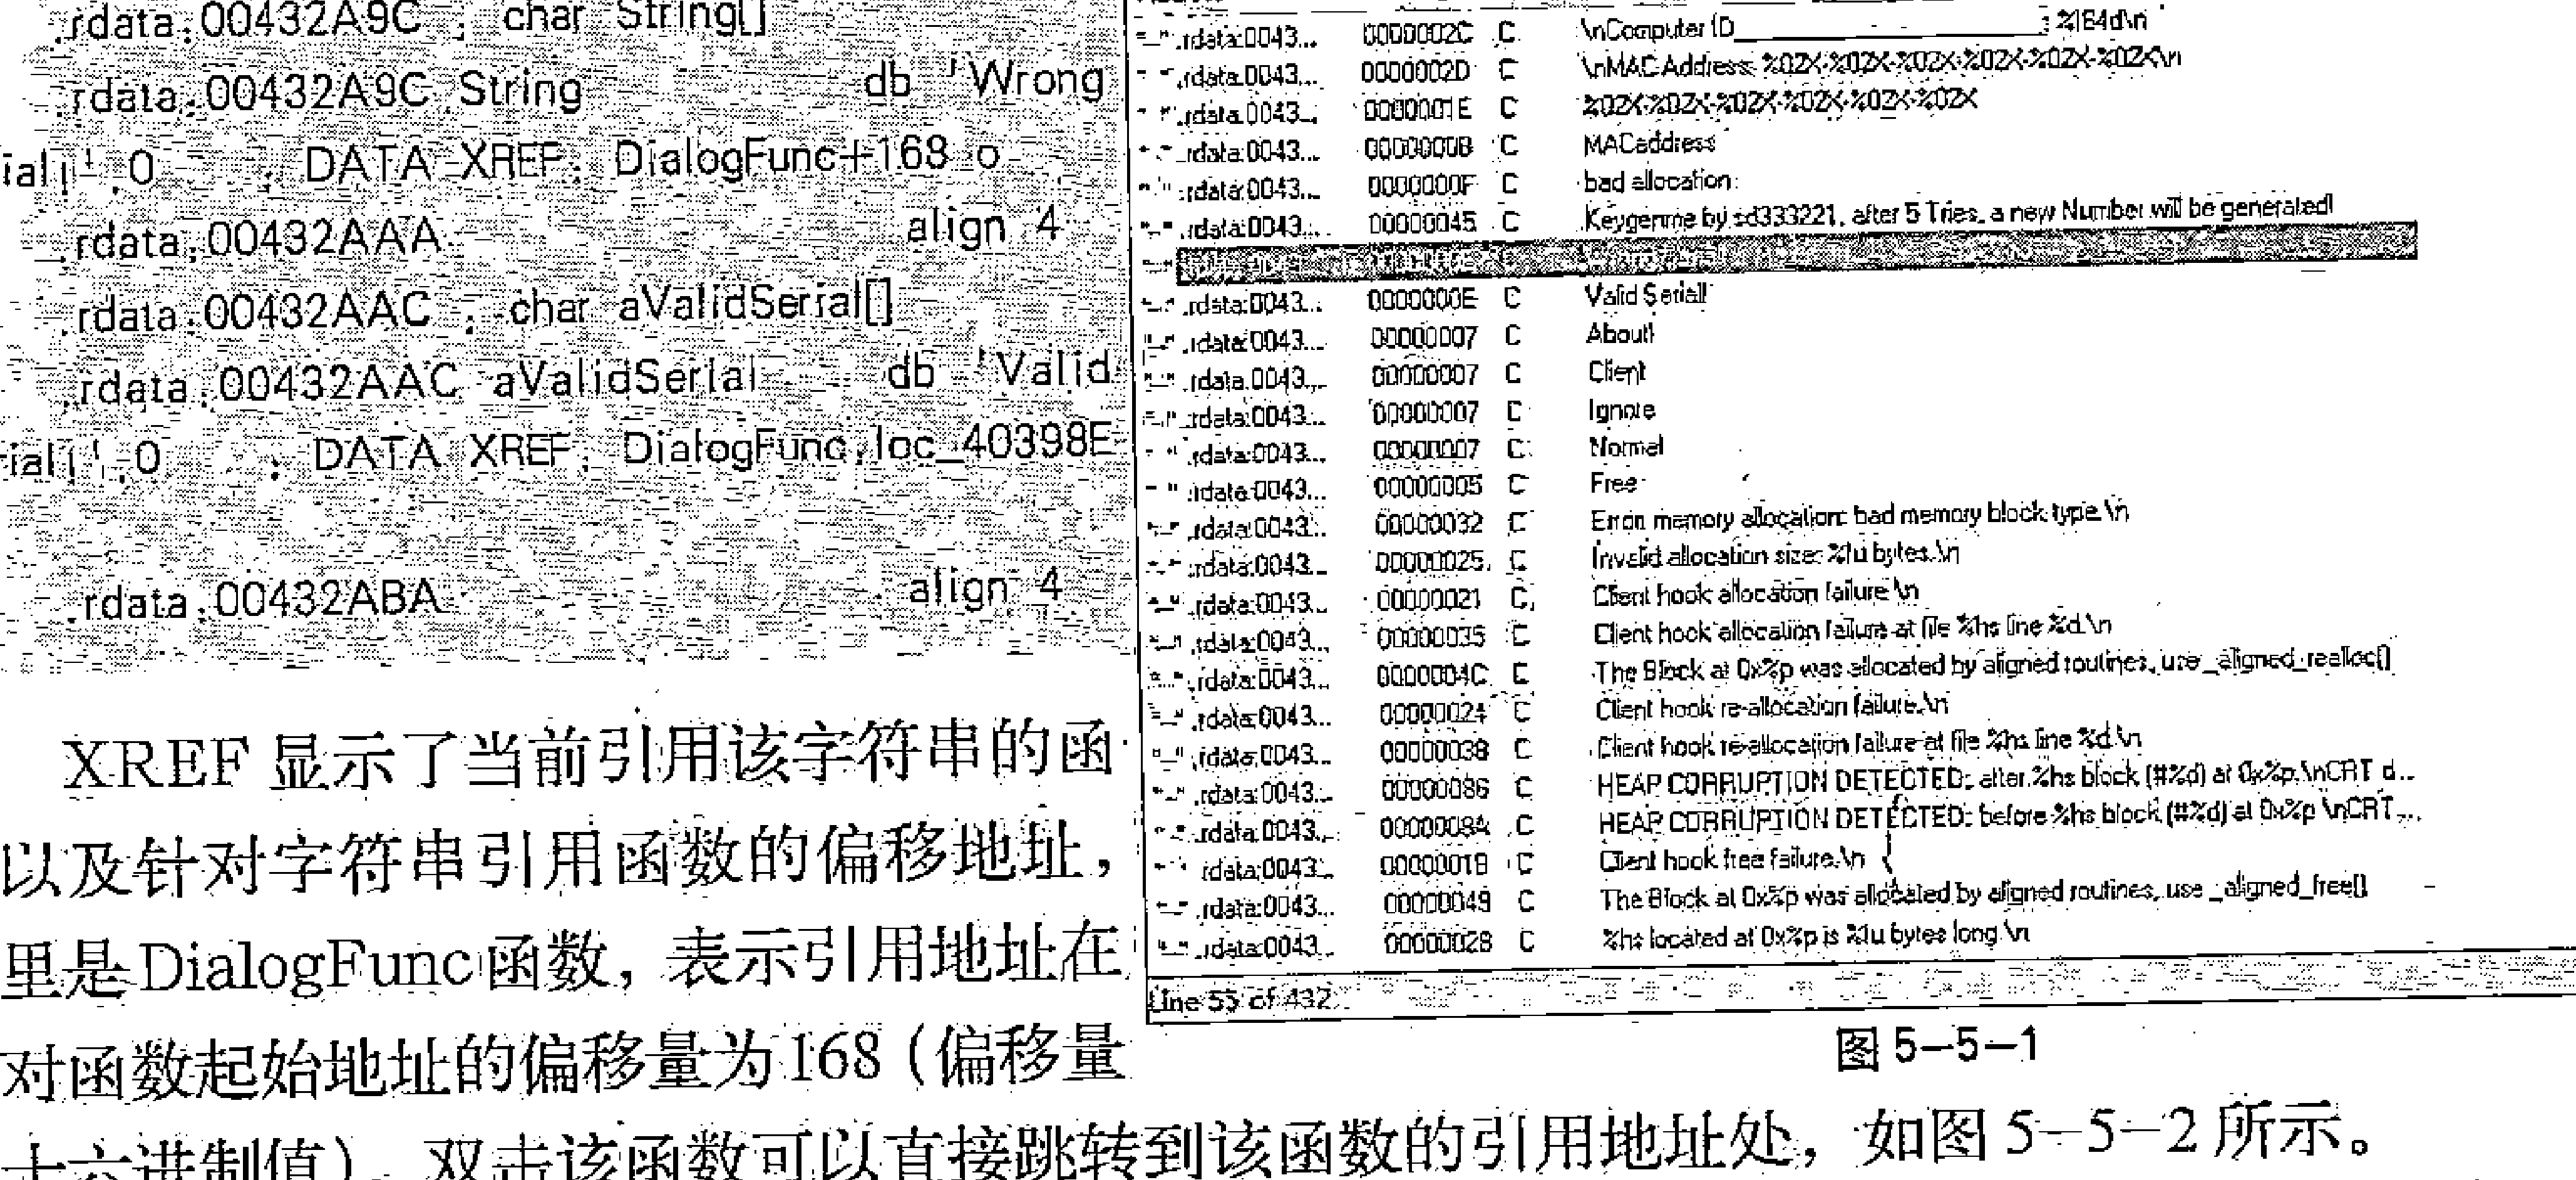 .rdata:00432A9C ; char String[]
.rdata:00432A9C String db 'Wrong
ial!',0 ; DATA XREF: DialogFunc+168 o
.rdata:00432AAA align 4
.rdata:00432AAC ; char aValidSerial[]
.rdata:00432AAC aValidSerial db 'Valid
rial!',0 ; DATA XREF: DialogFunc:loc_40398E
.rdata:00432ABA align 4
XREF 显示了当前引用该字符串的函
以及针对字符串引用函数的偏移地址，
里是DialogFunc函数，表示引用地址在
对函数起始地址的偏移量为168（偏移量
十六进制值）。双击该函数可以直接跳转到该函数的引用地址处，如图5-5-2所示。
.rdata:0043... 0000002C C \nComputer ID____________________: %I64d\n
.rdata:0043... 0000002D C \nMAC Address: %02X-%02X-%02X-%02X-%02X-%02X\n
.rdata:0043... 0000001E C %02X-%02X-%02X-%02X-%02X-%02X
.rdata:0043... 0000000B C MACaddress
.rdata:0043... 0000000F C bad allocation
.rdata:0043... 00000045 C Keygenme by sd333221, after 5 Tries, a new Number will be generated!
.rdata:0043... 0000000E C Valid Serial!
.rdata:0043... 00000007 C About!
.rdata:0043... 00000007 C Client
.rdata:0043... 00000007 C Ignore
.rdata:0043... 00000007 C Normal
.rdata:0043... 00000005 C Free
.rdata:0043... 00000032 C Error: memory allocation: bad memory block type.\n
.rdata:0043... 00000025 C Invalid allocation size: %lu bytes.\n
.rdata:0043... 00000021 C Client hook allocation failure.\n
.rdata:0043... 00000035 C Client hook allocation failure at file %hs line %d.\n
.rdata:0043... 0000004C C The Block at 0x%p was allocated by aligned routines, use _aligned_realloc()
.rdata:0043... 00000024 C Client hook re-allocation failure.\n
.rdata:0043... 00000038 C Client hook re-allocation failure at file %hs line %d.\n
.rdata:0043... 00000086 C HEAP CORRUPTION DETECTED: after %hs block (#%d) at 0x%p.\nCRT d...
.rdata:0043... 0000008A C HEAP CORRUPTION DETECTED: before %hs block (#%d) at 0x%p.\nCRT ...
.rdata:0043... 0000001B C Client hook free failure.\n
.rdata:0043... 00000049 C The Block at 0x%p was allocated by aligned routines, use _aligned_free()
.rdata:0043... 00000028 C %hs located at 0x%p is %lu bytes long.\n
Line 55 of 432
图 5-5-1